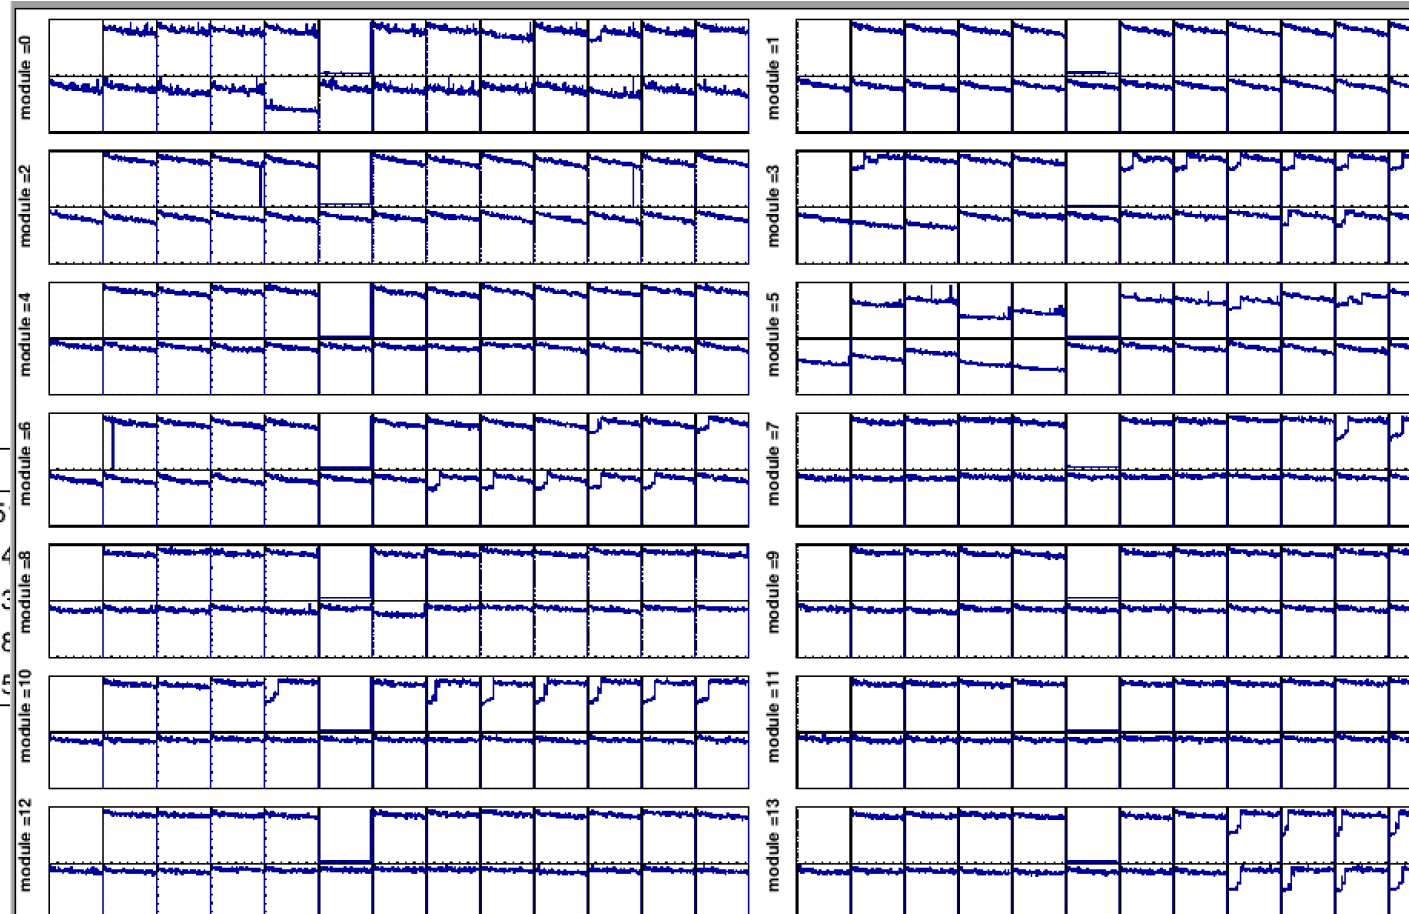 module =0
module =1
module =2
module =3
module =4
module =5
module =6
module =7
module =8
module =9
module =10
module =11
module =12
module =13